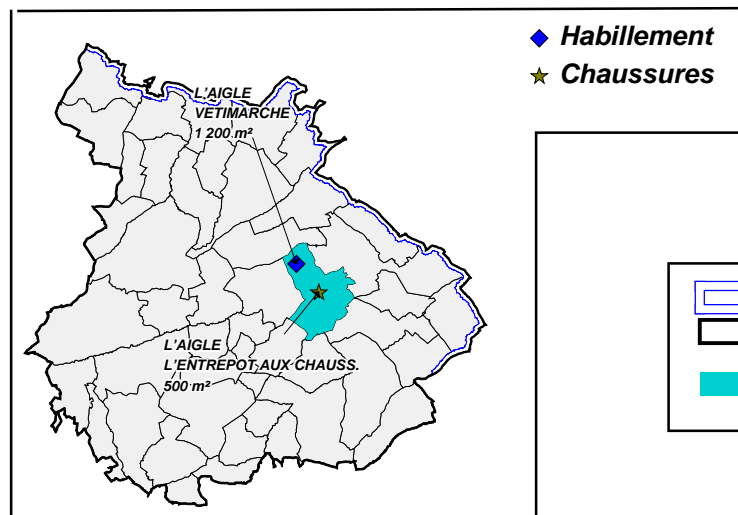 Habillement
Chaussures
L'AIGLE
VETIMARCHE
1 200 m²
L'AIGLE
L'ENTREPOT AUX CHAUSS.
500 m²